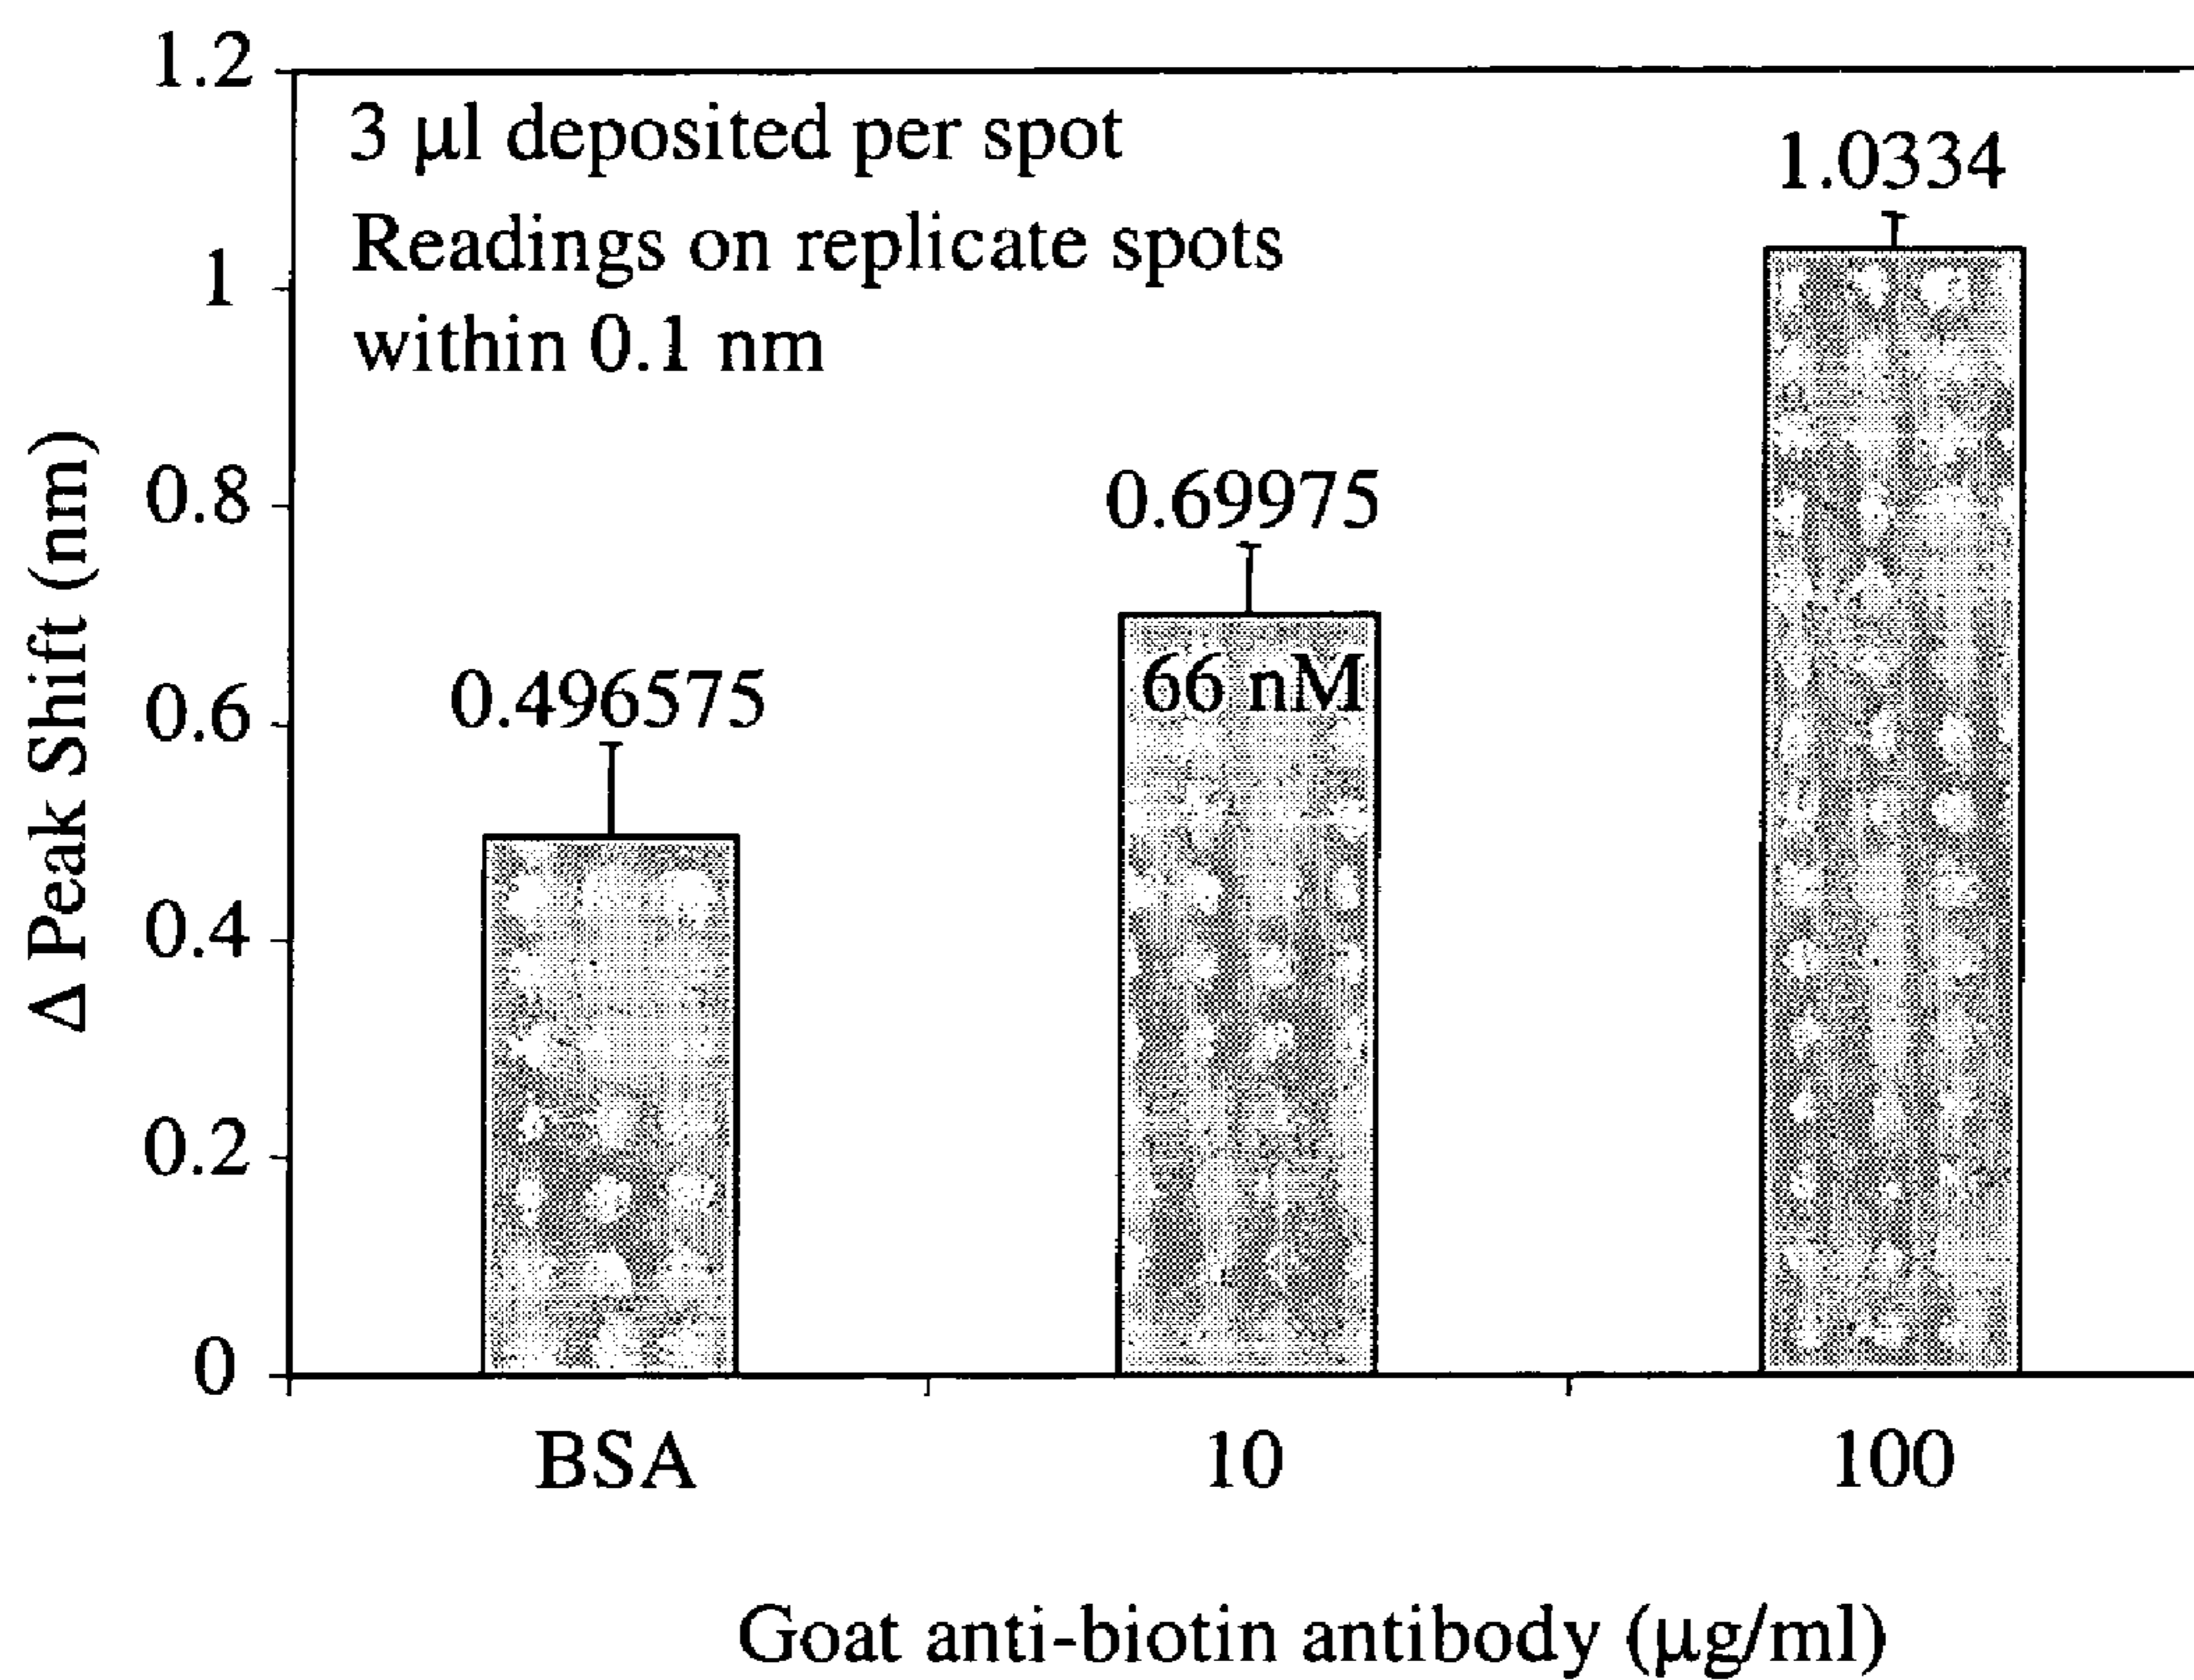 1.2
1
0.8
0.6
0.4
0.2
0
Δ Peak Shift (nm)
3 µl deposited per spot
Readings on replicate spots
within 0.1 nm
0.496575
0.69975
1.0334
66 nM
BSA
10
100
Goat anti-biotin antibody (µg/ml)